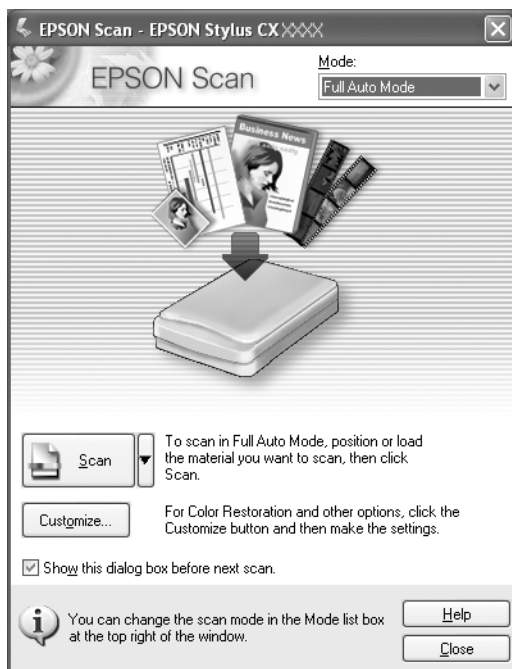 EPSON Scan - EPSON Stylus CX XXXX
EPSON Scan
Mode:
Full Auto Mode
Business News
Scan
To scan in Full Auto Mode, position or load
the material you want to scan, then click
Scan.
Customize...
For Color Restoration and other options, click the
Customize button and then make the settings.
Show this dialog box before next scan.
You can change the scan mode in the Mode list box
at the top right of the window.
Help
Close